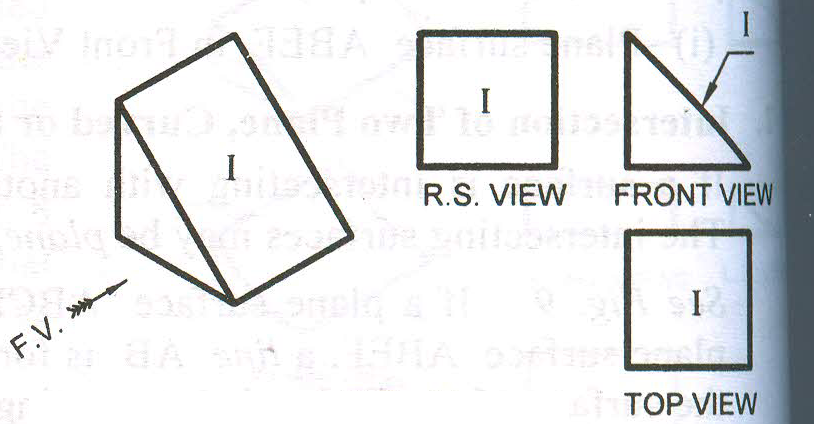 I
I
I
R.S. VIEW
FRONT VIEW
F.V.
I
TOP VIEW